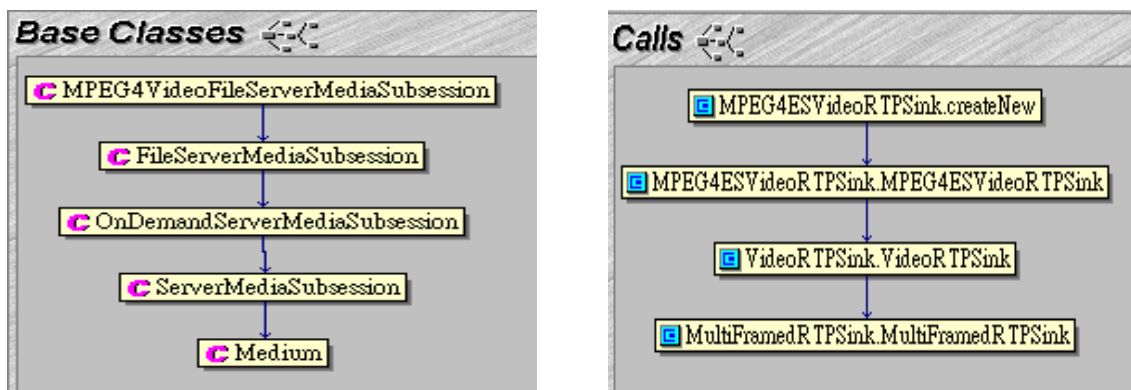 Base Classes
MPEG4VideoFileServerMediaSubsession
FileServerMediaSubsession
OnDemandServerMediaSubsession
ServerMediaSubsession
Medium
Calls
MPEG4ESVideoRTPSink.createNew
MPEG4ESVideoRTPSink.MPEG4ESVideoRTPSink
VideoRTPSink.VideoRTPSink
MultiFramedRTPSink.MultiFramedRTPSink